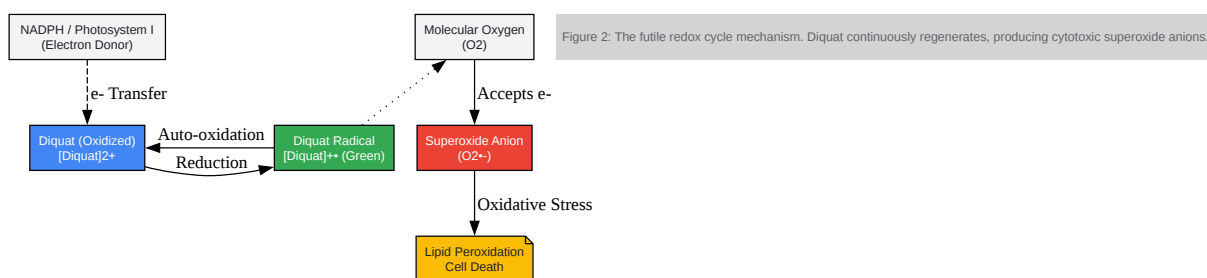 NADPH / Photosystem I
(Electron Donor)
Molecular Oxygen
(O2)
Figure 2: The futile redox cycle mechanism. Diquat continuously regenerates, producing cytotoxic superoxide anions.
e- Transfer
Accepts e-
Diquat (Oxidized)
[Diquat]2+
Auto-oxidation
Reduction
Diquat Radical
[Diquat]+• (Green)
Superoxide Anion
(O2•-)
Oxidative Stress
Lipid Peroxidation
Cell Death